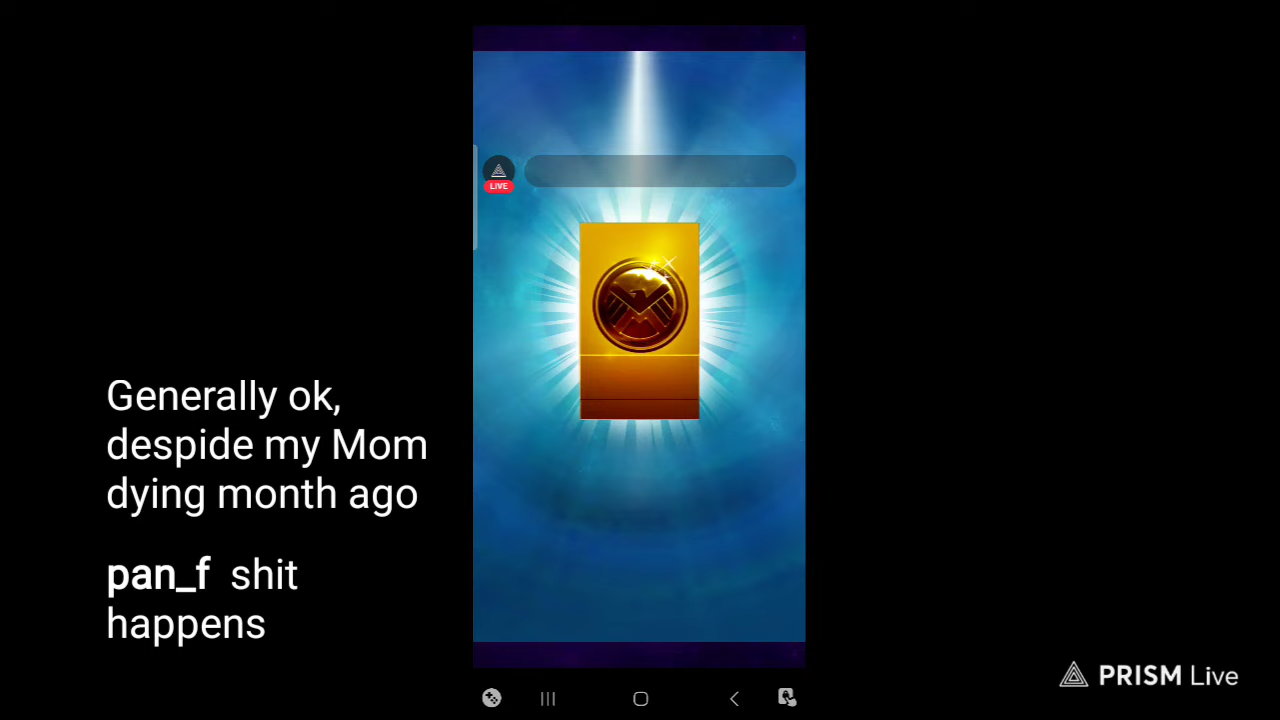 LIVE
Generally ok,
despide my Mom
dying month ago
pan_f shit
happens
PRISM Live